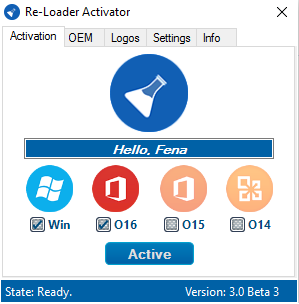 Re-Loader Activator
Activation OEM Logos Settings Info
Hello, Fena
Win O16 O15 O14
Active
State: Ready. Version: 3.0 Beta 3